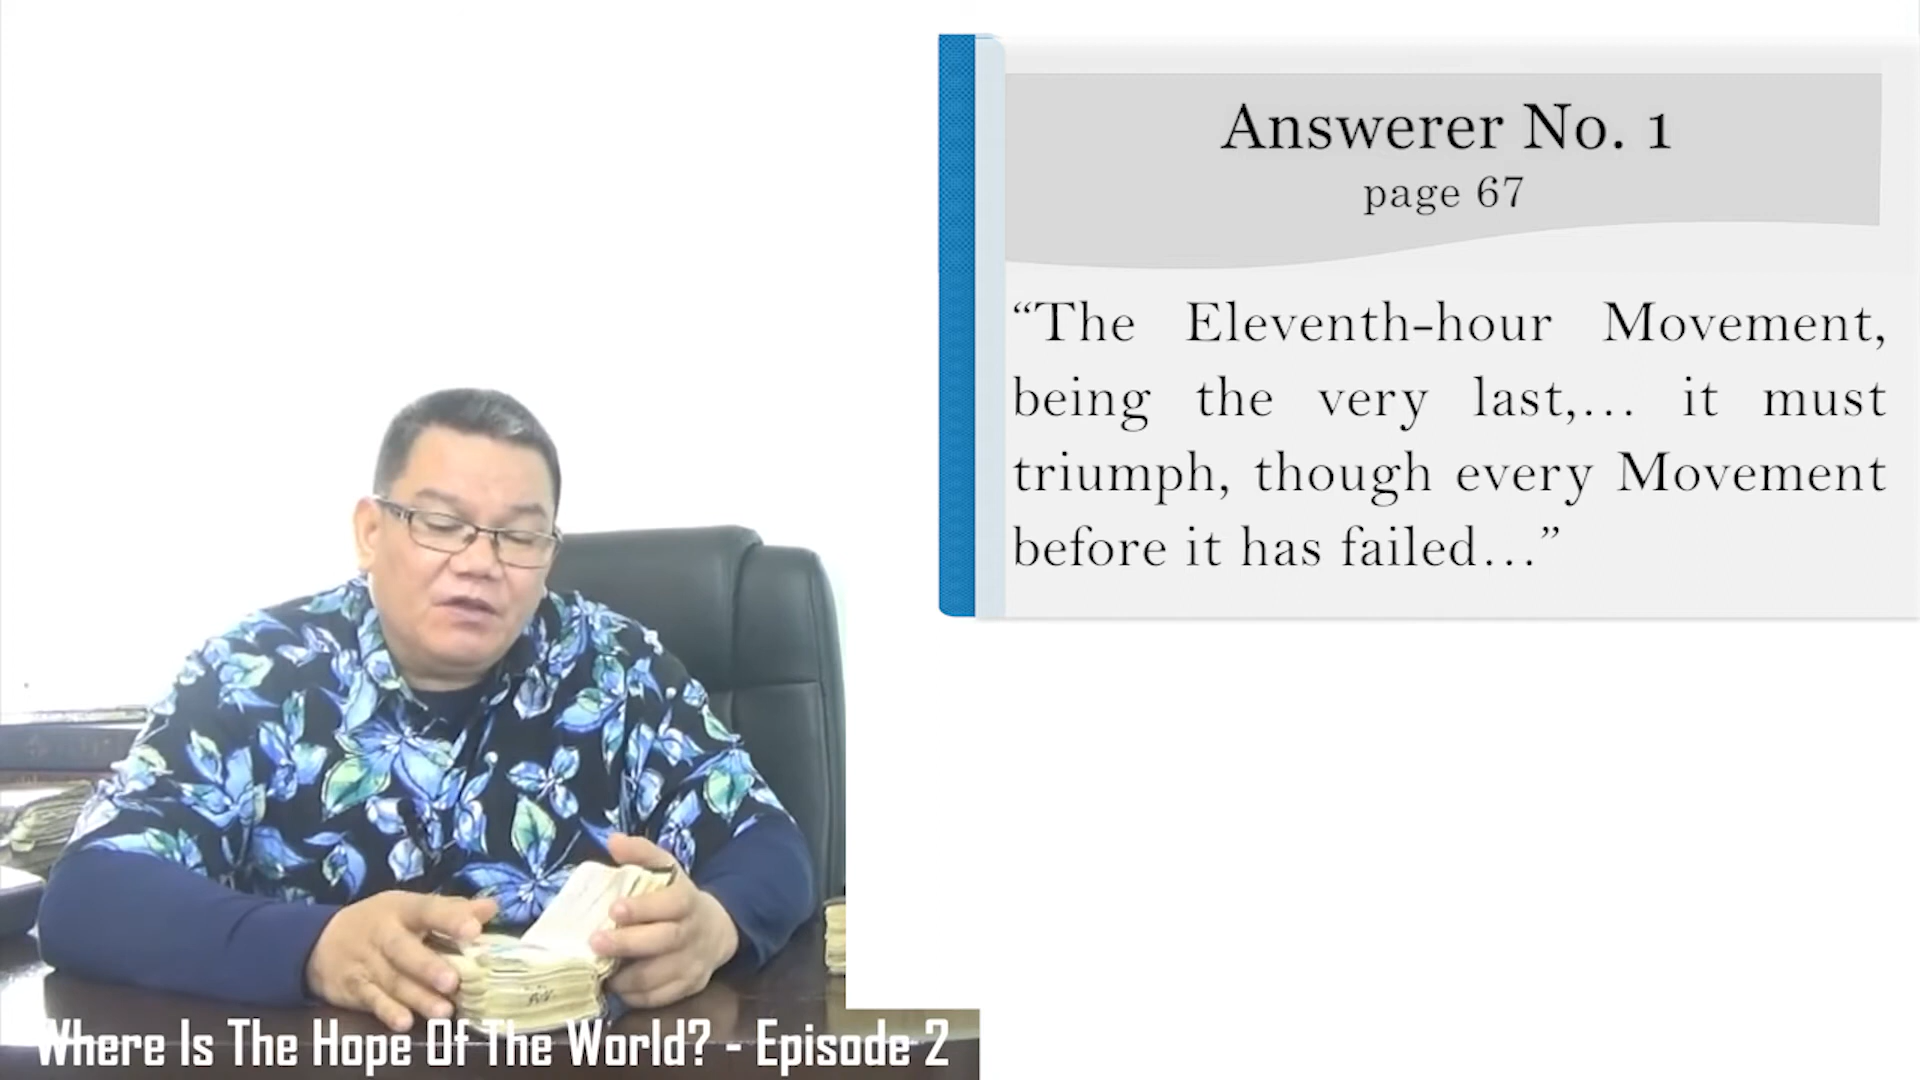 Answerer No. 1
page 67
“The Eleventh-hour Movement,
being the very last,… it must
triumph, though every Movement
before it has failed…”
Where Is The Hope Of The World? - Episode 2